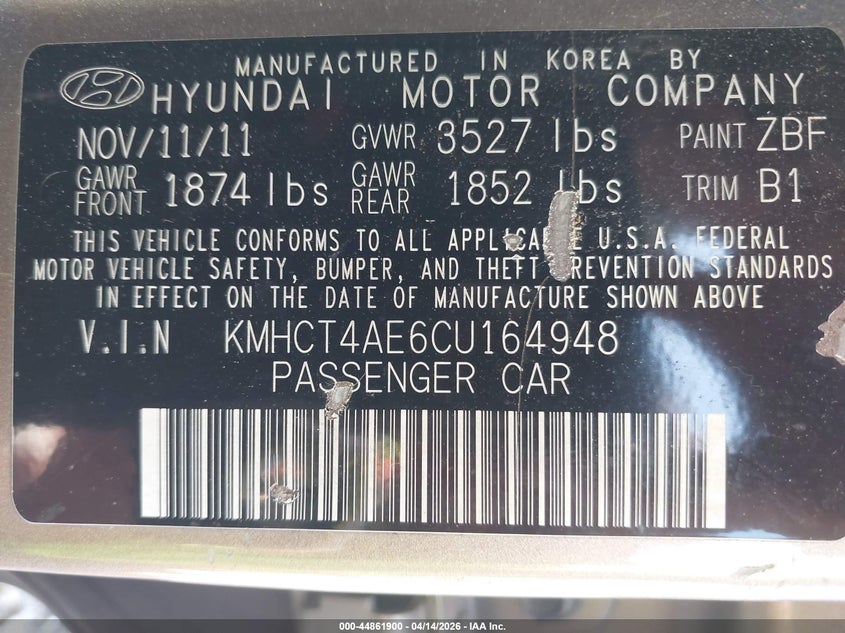 MANUFACTURED IN KOREA BY
HYUNDAI MOTOR COMPANY
NOV/11/11 GVWR 3527 lbs PAINT ZBF
GAWR FRONT 1874 lbs GAWR REAR 1852 lbs TRIM B1
THIS VEHICLE CONFORMS TO ALL U.S.A. FEDERAL
MOTOR VEHICLE SAFETY, BUMPER, AND THEFT PREVENTION STANDARDS
IN EFFECT ON THE DATE OF MANUFACTURE SHOWN ABOVE
V.I.N KMHCT4AE6CU164948
PASSENGER CAR
000-44861900 - 04/14/2026 - IAA Inc.